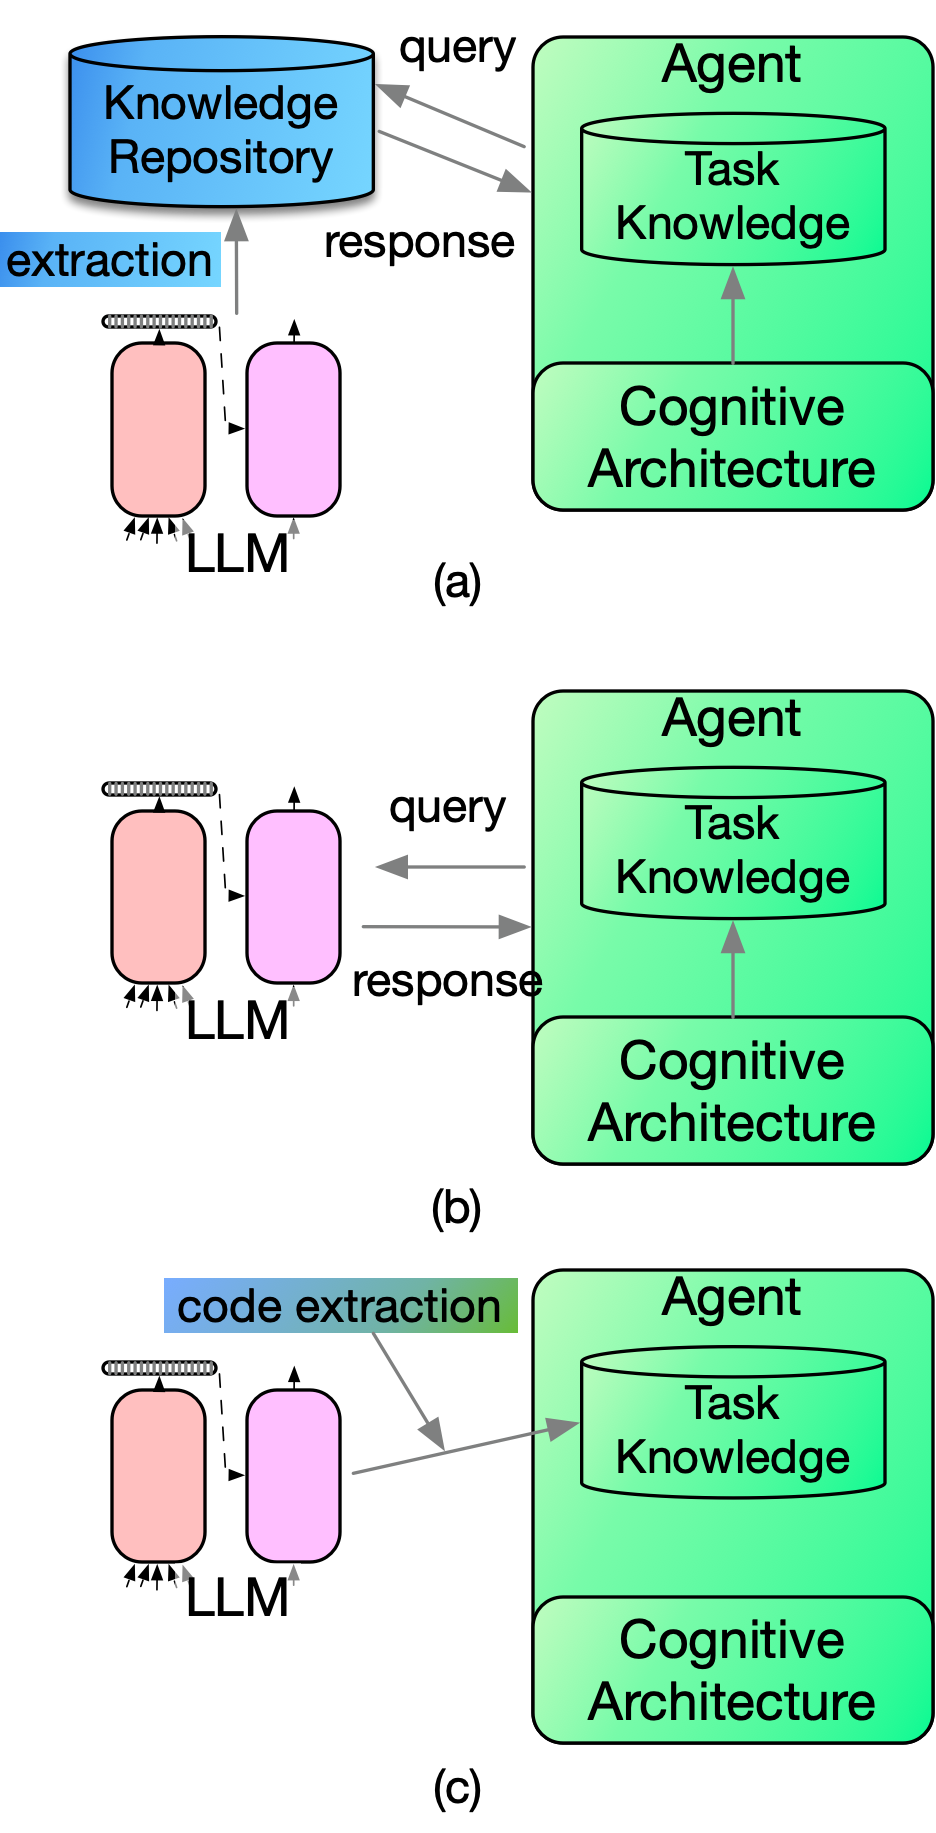 query
Agent
Knowledge
Repository
Task
Knowledge
response
extraction
Cognitive
Architecture
LLM
(a)
Agent
query
Task
Knowledge
response
LLM
Cognitive
Architecture
(b)
code extraction
Agent
Task
Knowledge
LLM
Cognitive
Architecture
(c)